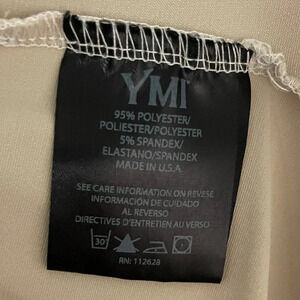 YMI
95% POLYESTER/
POLIESTER/POLYESTER
5% SPANDEX/
ELASTANO/SPANDEX
MADE IN U.S.A.
SEE CARE INFORMATION ON REVESE
INFORMACIÓN DE CUIDADO
AL REVERSO
DIRECTIVES D'ENTRETIEN AU VERSO
30
RN: 112628